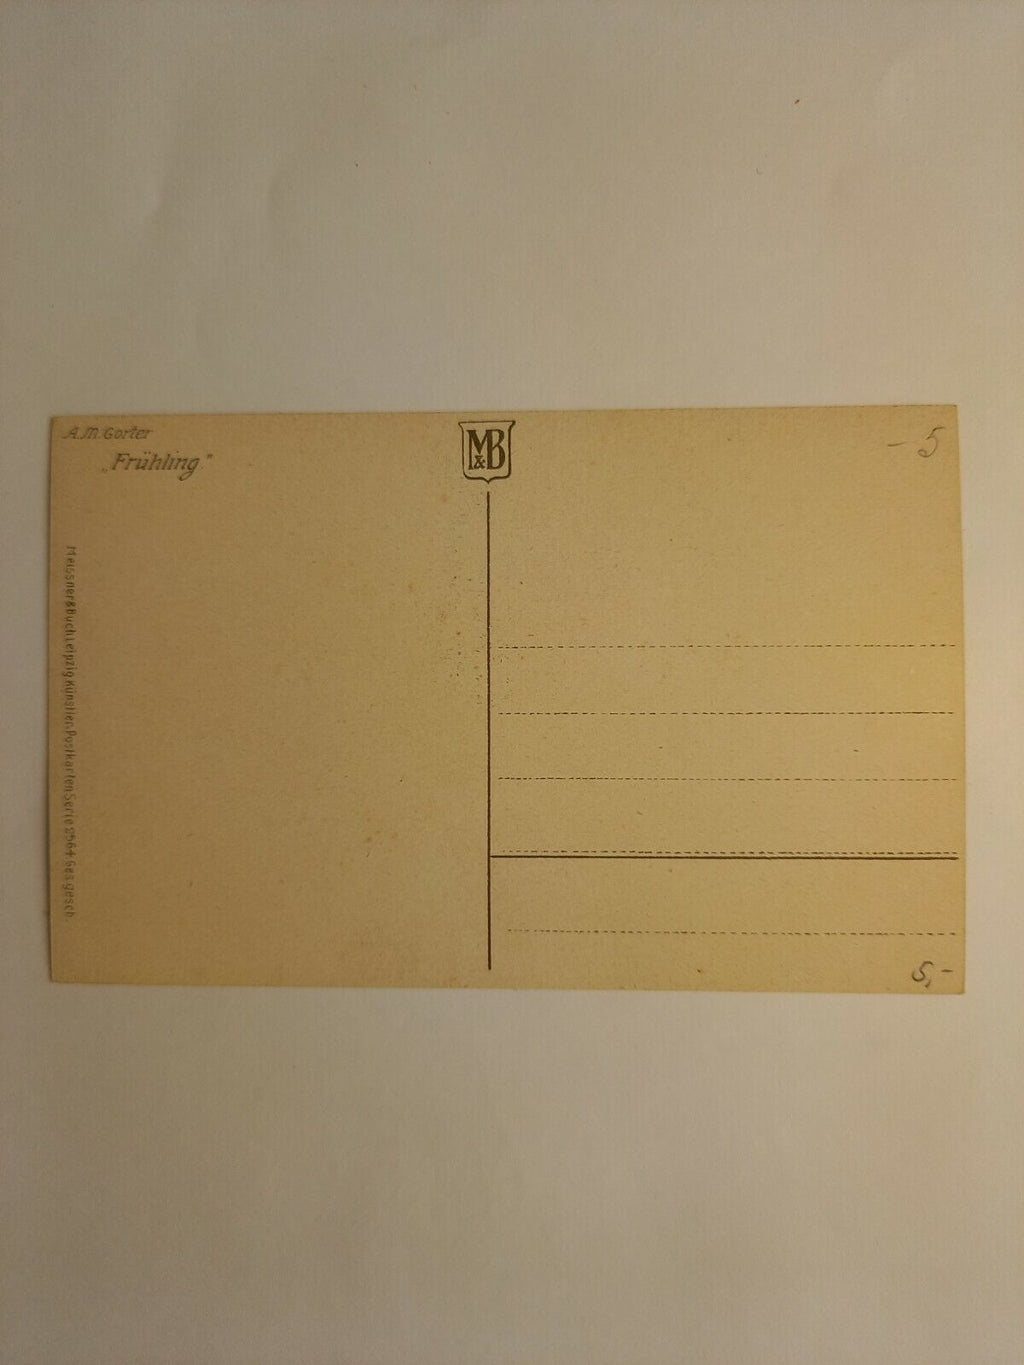 A. M. Gorter
„Frühling."
M&B
– 5
Meissner & Buch Leipzig Künstler-Postkarten Serie 2564 Ges. gesch.
5,-